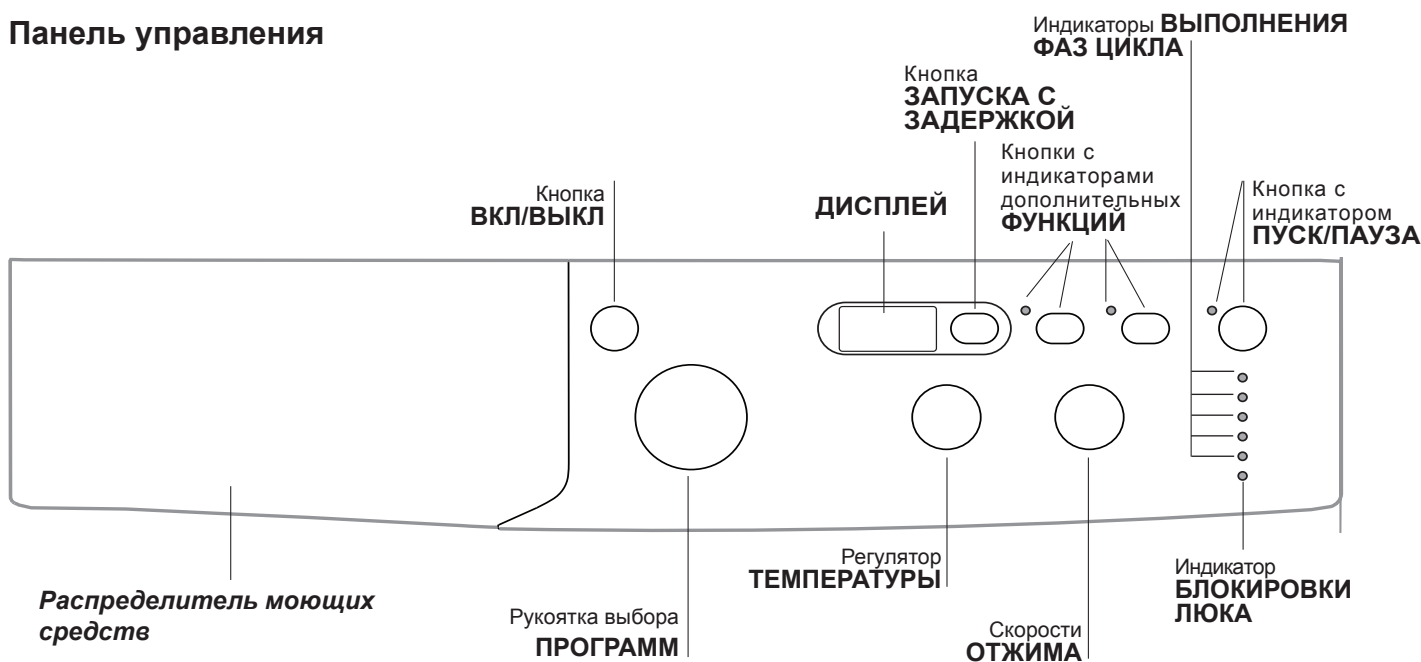 Панель управления
Индикаторы ВЫПОЛНЕНИЯ
ФАЗ ЦИКЛА
Кнопка
ЗАПУСКА С
ЗАДЕРЖКОЙ
Кнопки с
индикаторами
дополнительных
ФУНКЦИЙ
Кнопка
ВКЛ/ВЫКЛ
ДИСПЛЕЙ
Кнопка с
индикатором
ПУСК/ПАУЗА
Распределитель моющих
средств
Рукоятка выбора
ПРОГРАММ
Регулятор
ТЕМПЕРАТУРЫ
Скорости
ОТЖИМА
Индикатор
БЛОКИРОВКИ
ЛЮКА